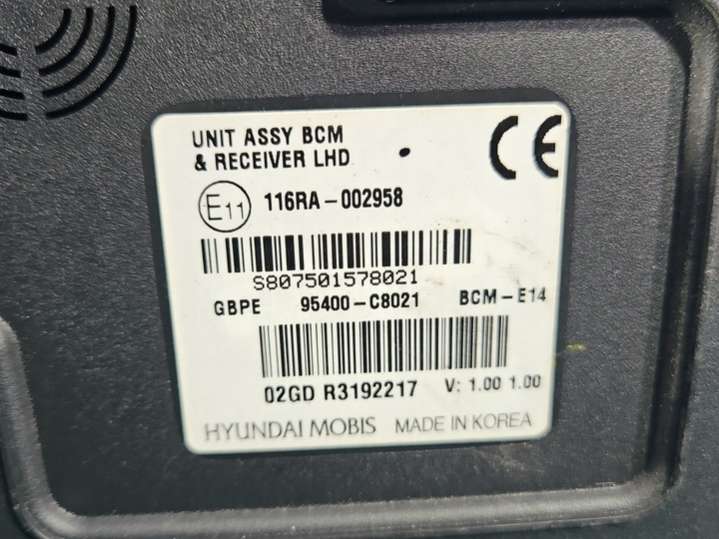 UNIT ASSY BCM
& RECEIVER LHD
CE
E11 116RA-002958
S807501578021
GBPE 95400-C8021 BCM-E14
02GD R3192217 V: 1.00 1.00
HYUNDAI MOBIS MADE IN KOREA